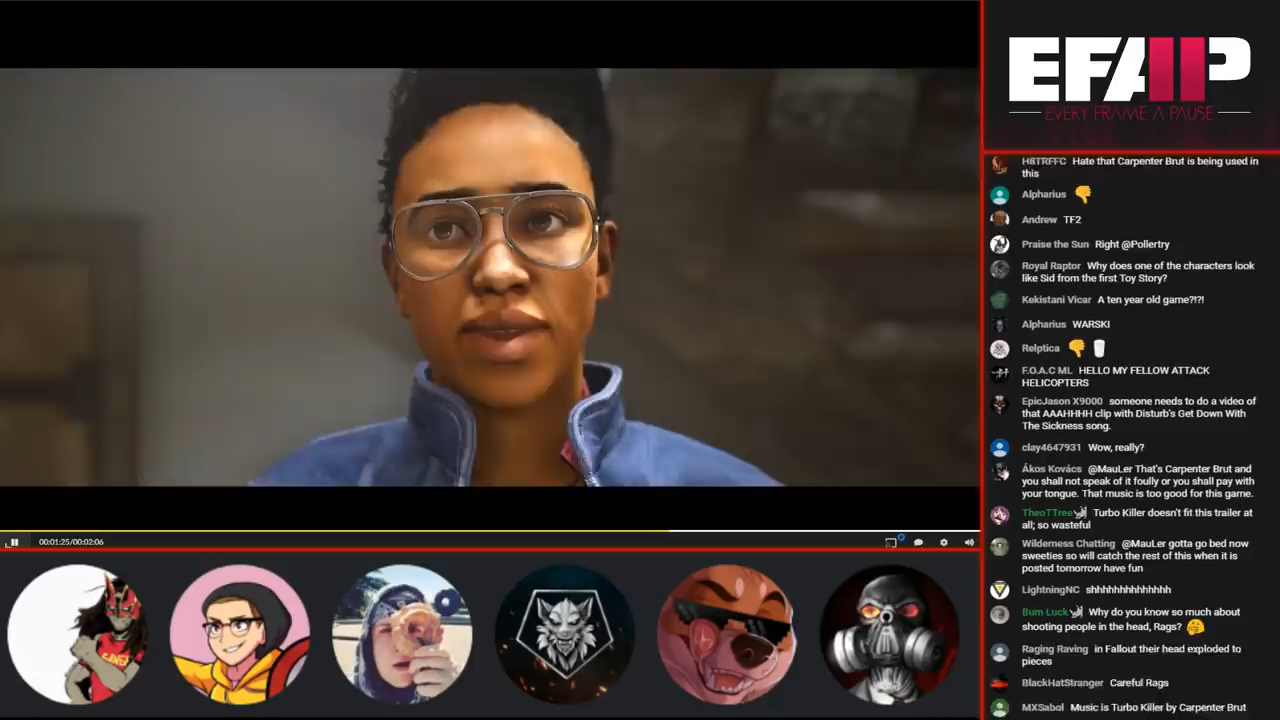 EFAP
EVERY FRAME A PAUSE
H8TRFFC Hate that Carpenter Brut is being used in
this
Alpharius
Andrew TF2
Praise the Sun Right @Pollertry
Royal Raptor Why does one of the characters look
like Sid from the first Toy Story?
Kekistani Vicar A ten year old game?!?!
Alpharius WARSKI
Relptica
F.O.A.C ML HELLO MY FELLOW ATTACK
HELICOPTERS
EpicJason X9000 someone needs to do a video of
that AAAHHHH clip with Disturb's Get Down With
The Sickness song.
clay4647931 Wow, really?
Ákos Kovács @MauLer That's Carpenter Brut and
you shall not speak of it foully or you shall pay with
your tongue. That music is too good for this game.
TheoTTree Turbo Killer doesn't fit this trailer at
all; so wasteful
Wilderness Chatting @MauLer gotta go bed now
sweeties so will catch the rest of this when it is
posted tomorrow have fun
LightningNC shhhhhhhhhhhhhh
Bum Luck Why do you know so much about
shooting people in the head, Rags?
Raging Raving in Fallout their head exploded to
pieces
BlackHatStranger Careful Rags
MXSabol Music is Turbo Killer by Carpenter Brut
00:01:25/00:02:06